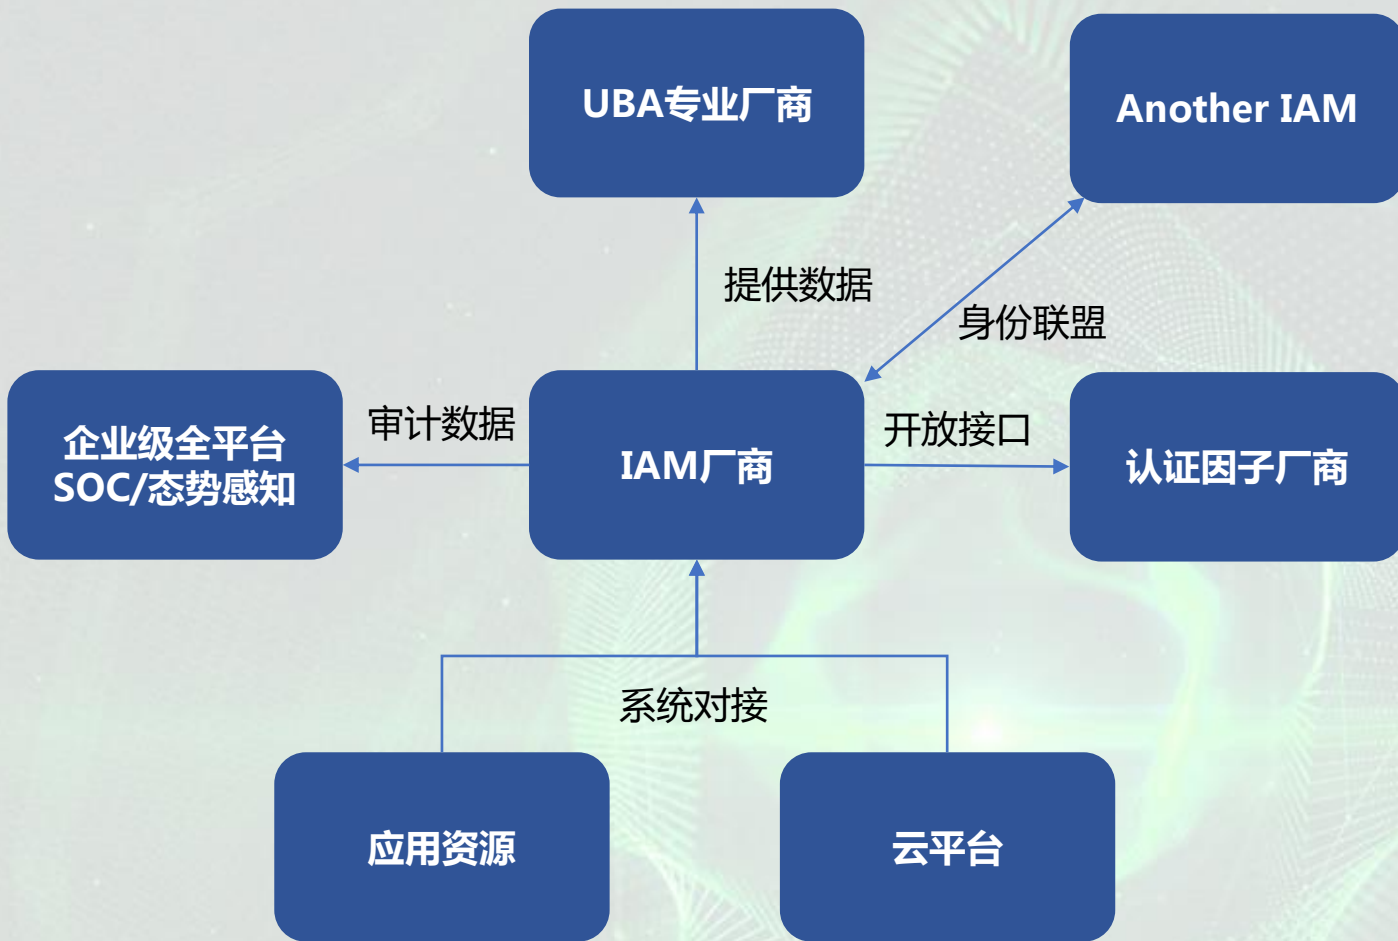 UBA专业厂商
Another IAM
提供数据
身份联盟
企业级全平台
SOC/态势感知
审计数据
IAM厂商
开放接口
认证因子厂商
系统对接
应用资源
云平台